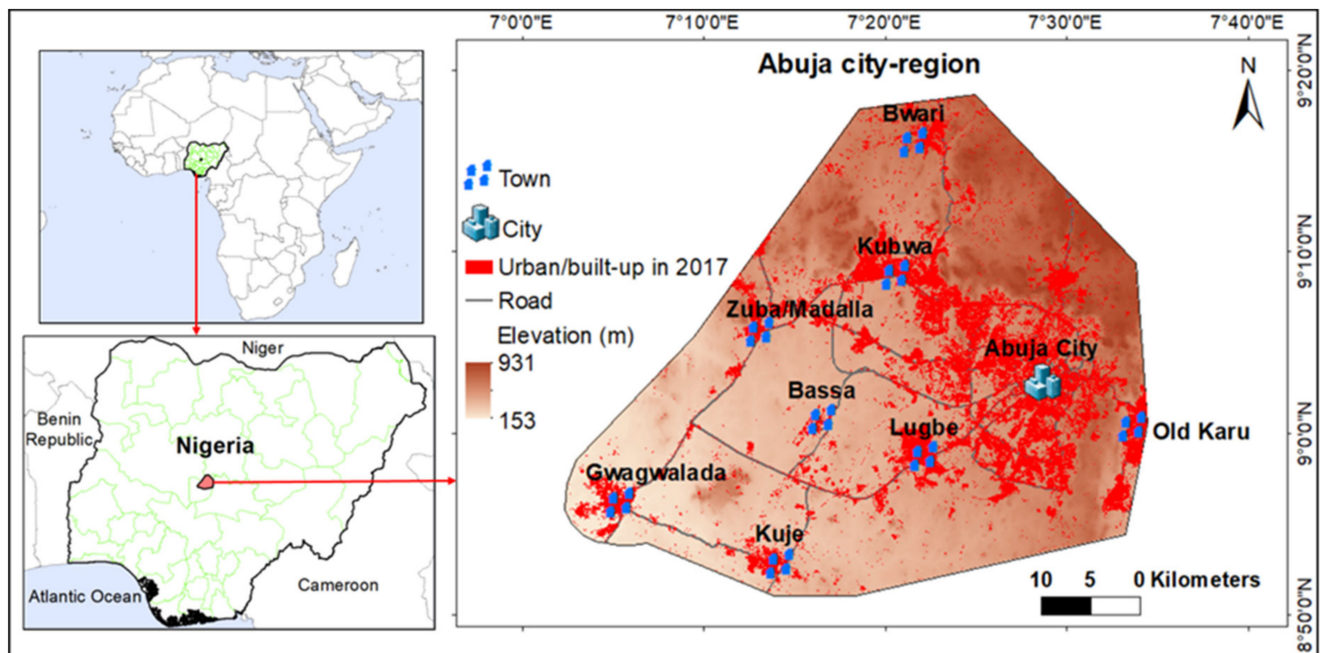 Niger
Benin
Republic
Nigeria
Atlantic Ocean
Cameroon
7°0'0"E
7°10'0"E
7°20'0"E
7°30'0"E
7°40'0"E
Abuja city-region
N
9°20'0"N
9°10'0"N
9°0'0"N
8°50'0"N
Town
City
Urban/built-up in 2017
Road
Elevation (m)
931
153
Bwari
Kubwa
Zuba/Madalla
Abuja City
Bassa
Lugbe
Old Karu
Gwagwalada
Kuje
10 5 0 Kilometers